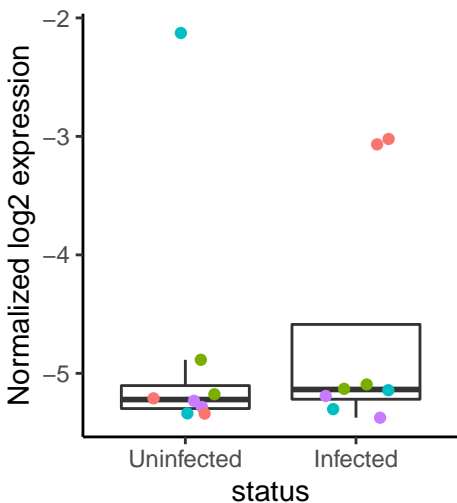 Normalized log2 expression
−2
−3
−4
−5
Uninfected
Infected
status